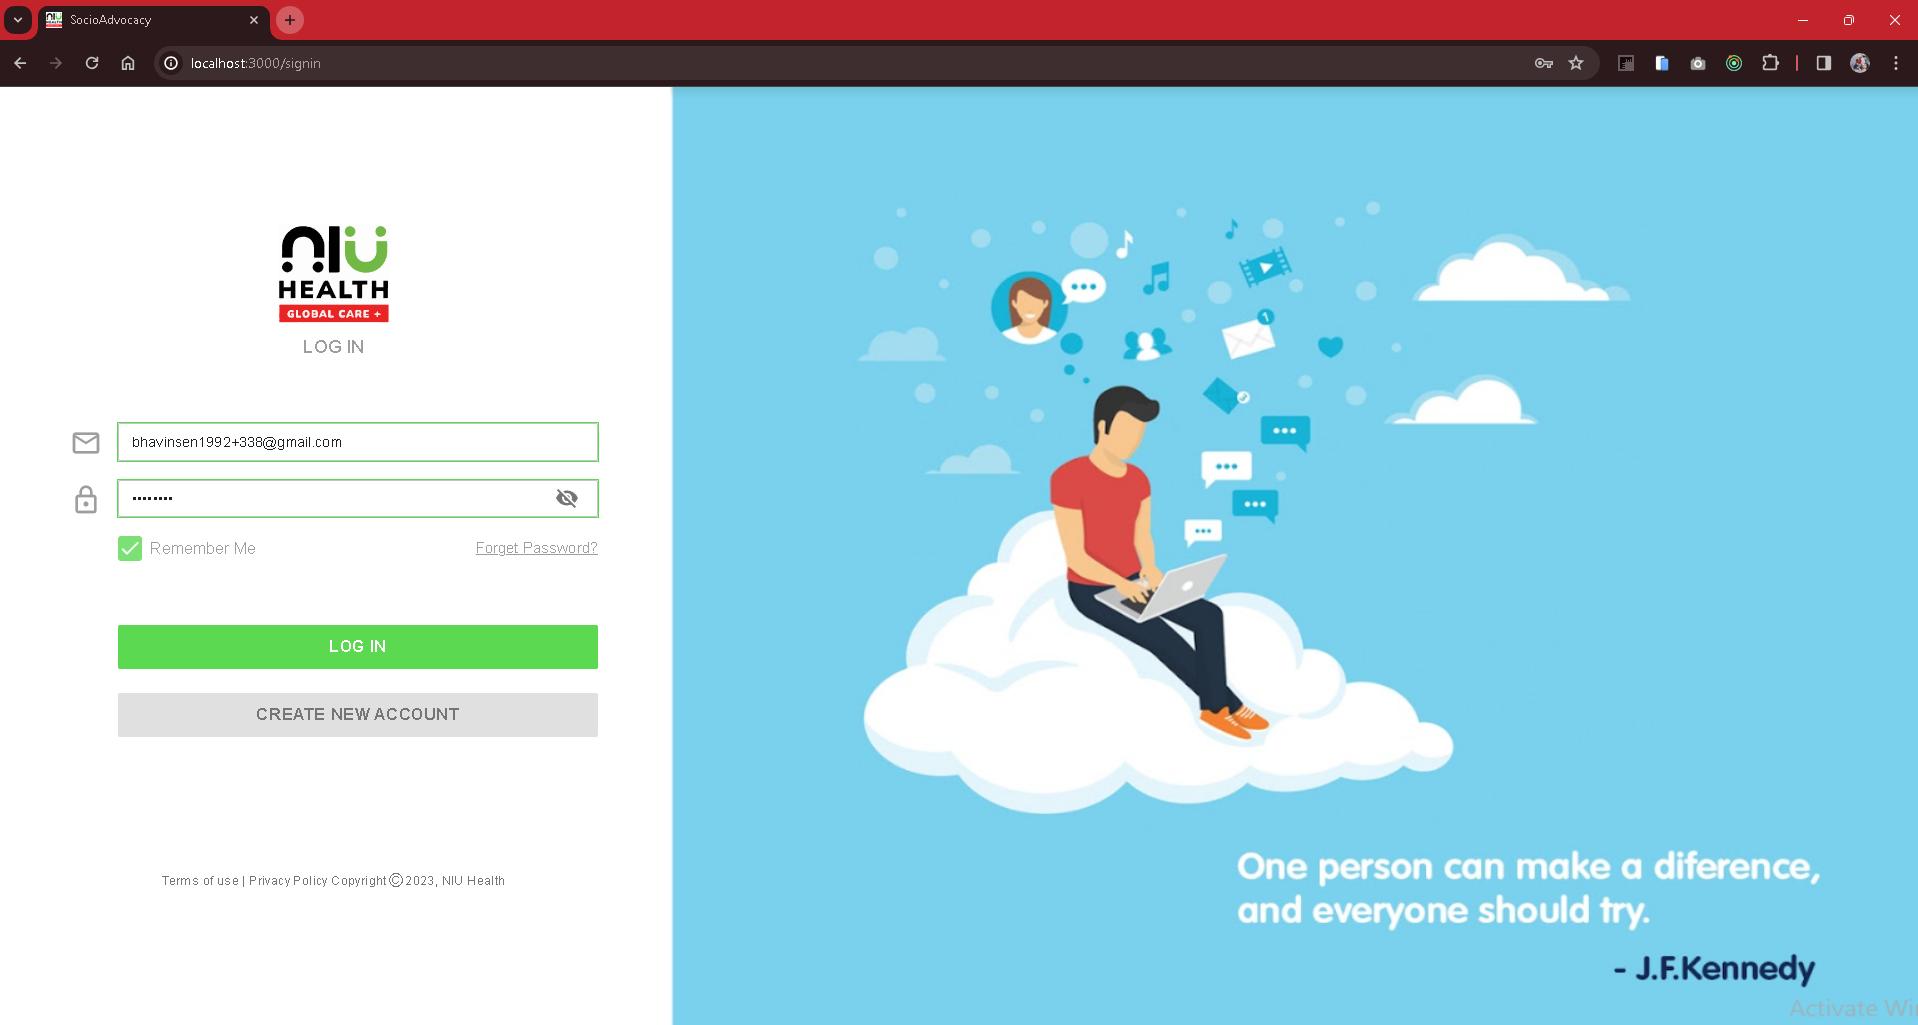 SocioAdvocacy
localhost:3000/signin
NIU
HEALTH
GLOBAL CARE +
LOG IN
bhavinsen1992+338@gmail.com
Remember Me
Forget Password?
LOG IN
CREATE NEW ACCOUNT
Terms of use | Privacy Policy Copyright © 2023, NIU Health
1
One person can make a diference,
and everyone should try.
- J.F.Kennedy
Activate Wi